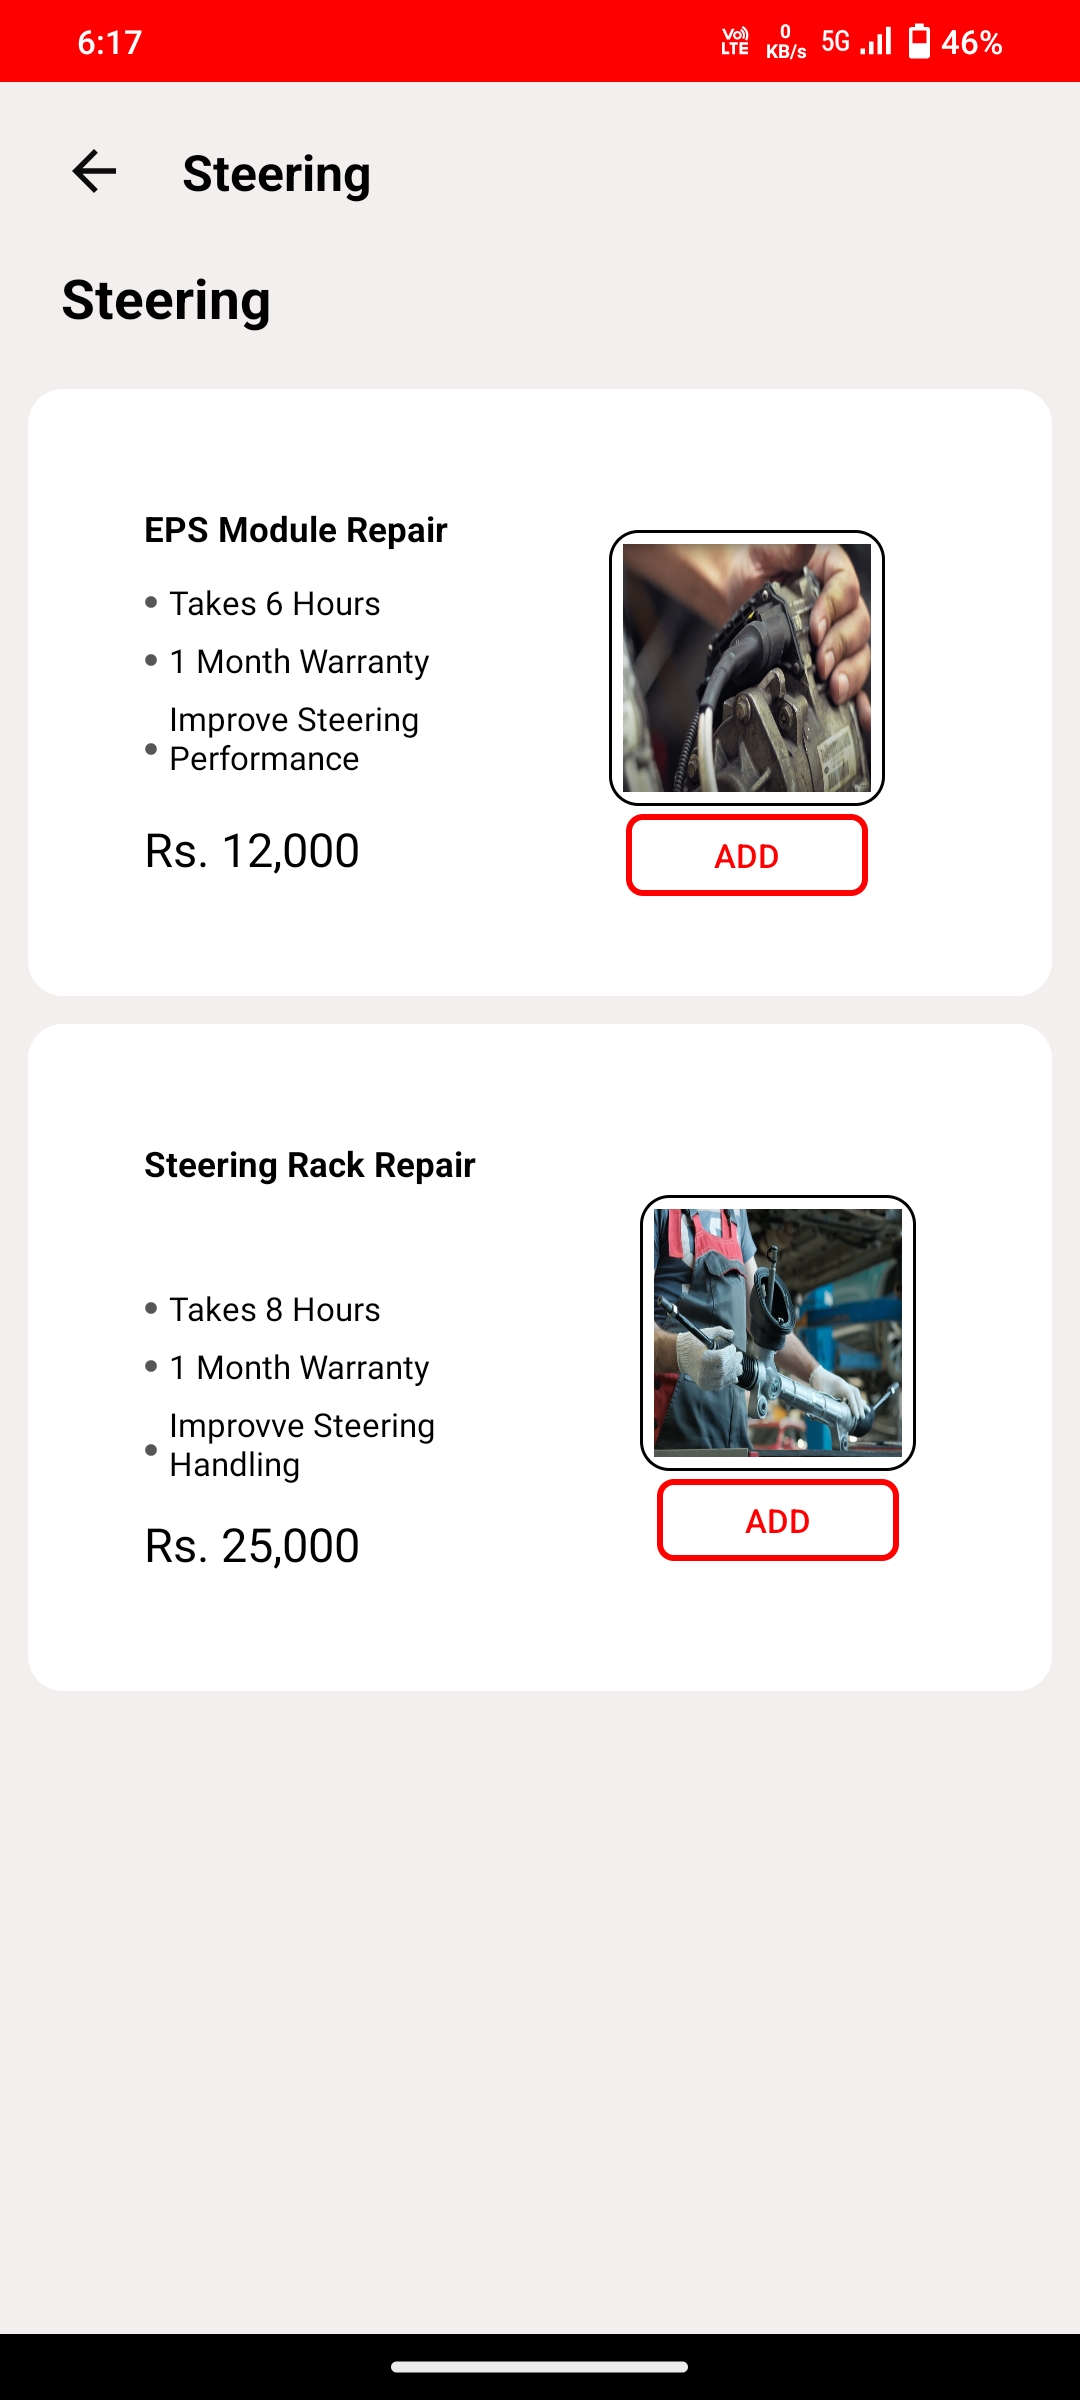 6:17
Vo)) LTE 0 KB/s 5G 46%
Steering
Steering
EPS Module Repair
Takes 6 Hours
1 Month Warranty
Improve Steering
Performance
Rs. 12,000
ADD
Steering Rack Repair
Takes 8 Hours
1 Month Warranty
Improvve Steering
Handling
Rs. 25,000
ADD